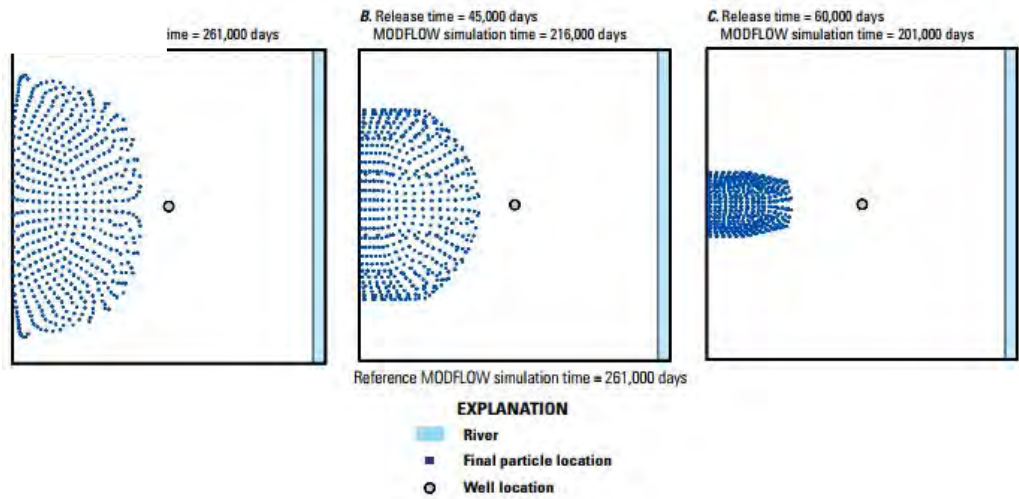 ime = 261,000 days
B. Release time = 45,000 days
MODFLOW simulation time = 216,000 days
C. Release time = 60,000 days
MODFLOW simulation time = 201,000 days
Reference MODFLOW simulation time = 261,000 days
EXPLANATION
River
Final particle location
Well location